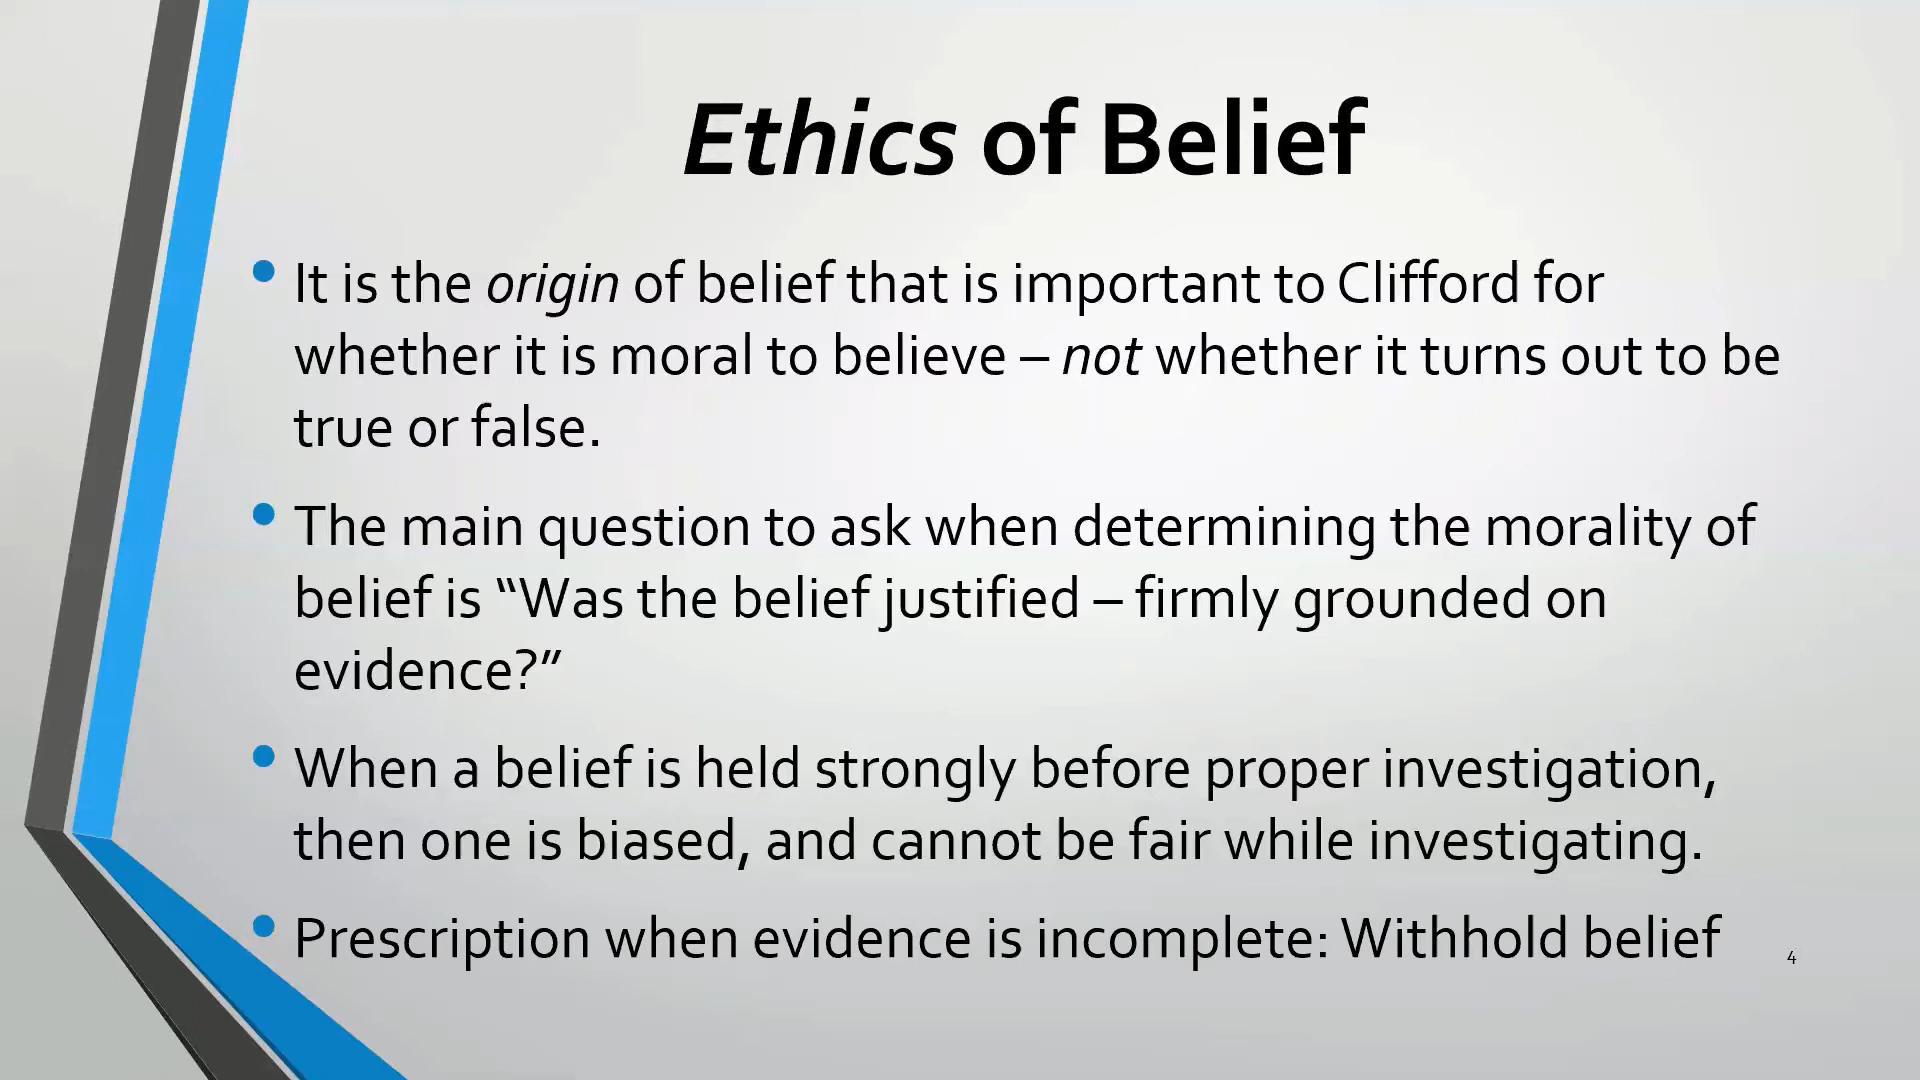 Ethics of Belief
• It is the origin of belief that is important to Clifford for
whether it is moral to believe – not whether it turns out to be
true or false.
• The main question to ask when determining the morality of
belief is “Was the belief justified – firmly grounded on
evidence?”
• When a belief is held strongly before proper investigation,
then one is biased, and cannot be fair while investigating.
• Prescription when evidence is incomplete: Withhold belief
4